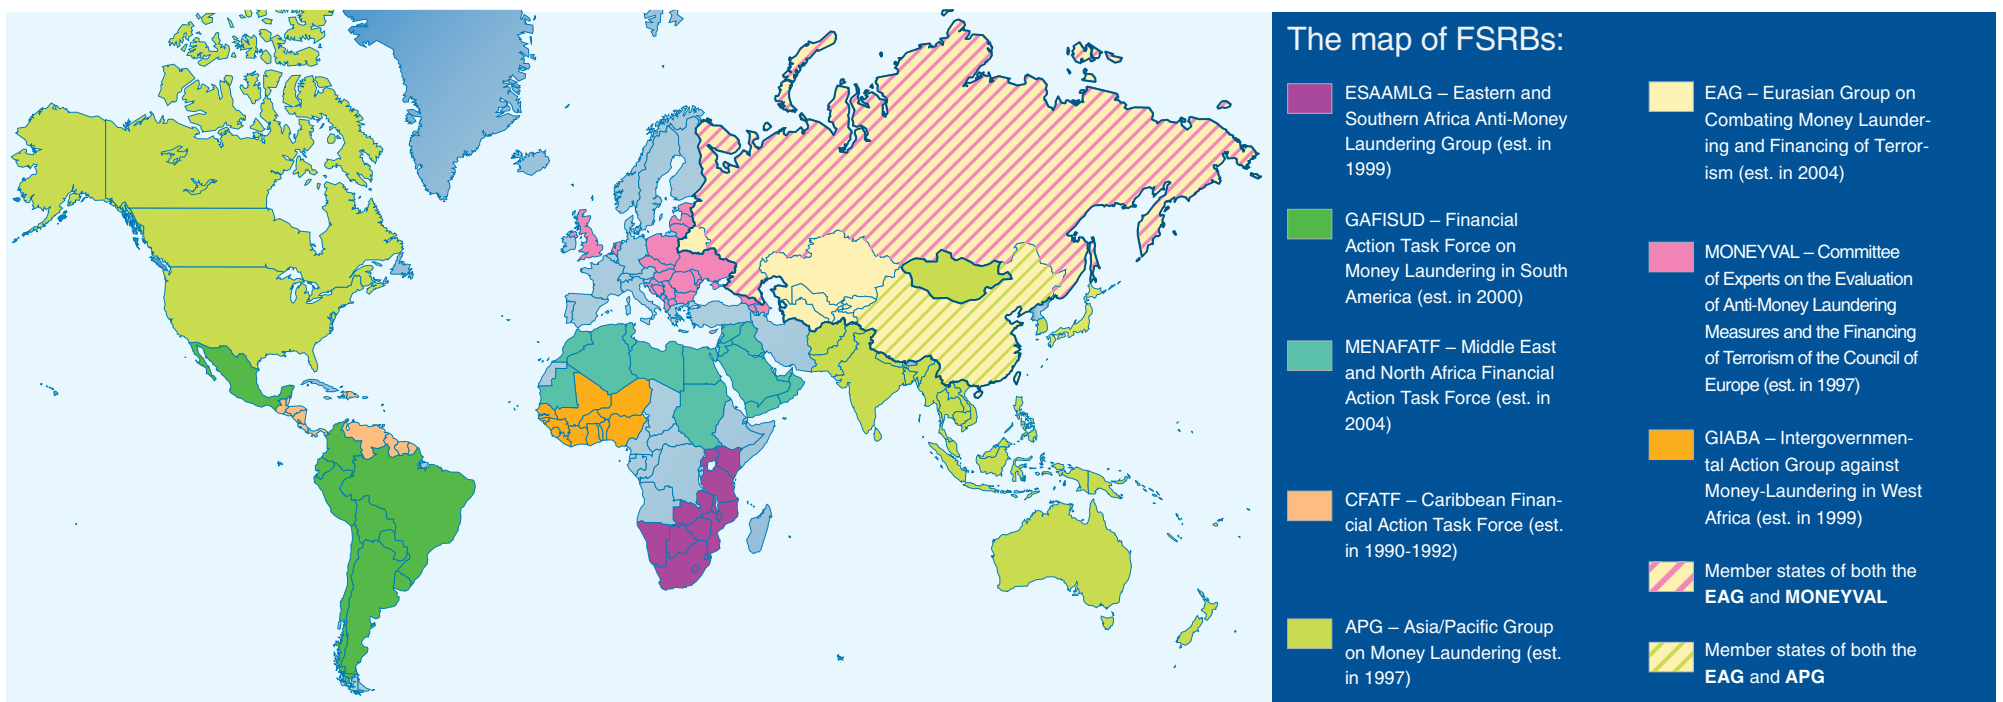 The map of FSRBs:
ESAAMLG – Eastern and
Southern Africa Anti-Money
Laundering Group (est. in
1999)
GAFISUD – Financial
Action Task Force on
Money Laundering in South
America (est. in 2000)
MENAFATF – Middle East
and North Africa Financial
Action Task Force (est. in
2004)
CFATF – Caribbean Finan-
cial Action Task Force (est.
in 1990-1992)
APG – Asia/Pacific Group
on Money Laundering (est.
in 1997)
EAG – Eurasian Group on
Combating Money Launder-
ing and Financing of Terror-
ism (est. in 2004)
MONEYVAL – Committee
of Experts on the Evaluation
of Anti-Money Laundering
Measures and the Financing
of Terrorism of the Council of
Europe (est. in 1997)
GIABA – Intergovernmen-
tal Action Group against
Money-Laundering in West
Africa (est. in 1999)
Member states of both the
EAG and MONEYVAL
Member states of both the
EAG and APG